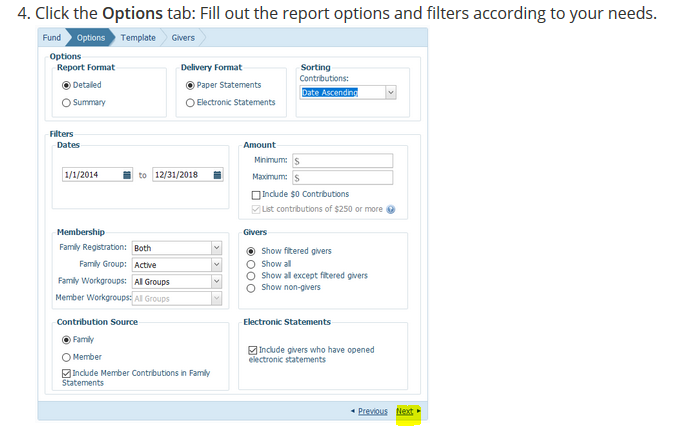 4. Click the Options tab: Fill out the report options and filters according to your needs.
Fund Options Template Givers
Options
Report Format
Detailed
Summary
Delivery Format
Paper Statements
Electronic Statements
Sorting
Contributions:
Date Ascending
Filters
Dates
1/1/2014 to 12/31/2018
Amount
Minimum: $
Maximum: $
Include $0 Contributions
List contributions of $250 or more ?
Membership
Family Registration: Both
Family Group: Active
Family Workgroups: All Groups
Member Workgroups: All Groups
Givers
Show filtered givers
Show all
Show all except filtered givers
Show non-givers
Contribution Source
Family
Member
Include Member Contributions in Family
Statements
Electronic Statements
Include givers who have opened
electronic statements
Previous Next